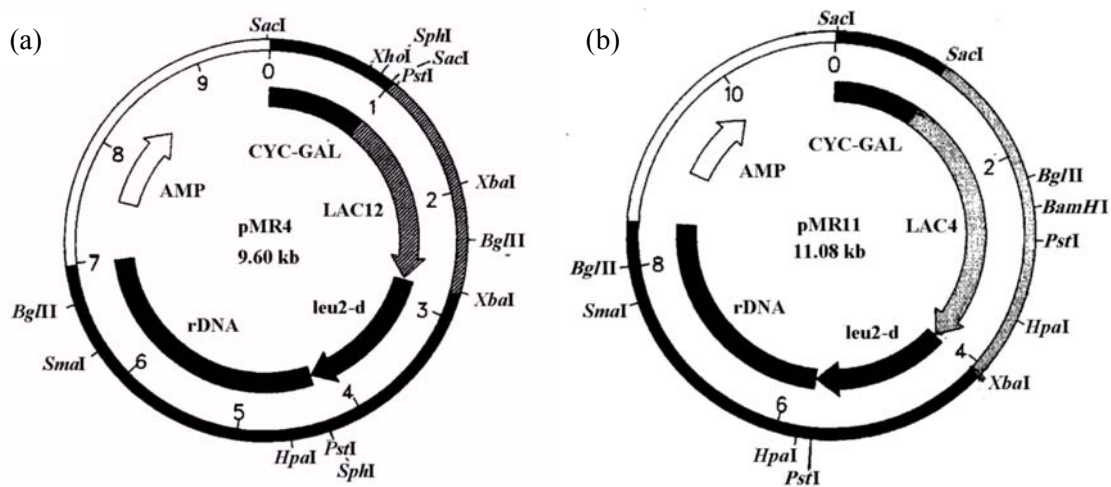 (a)
SacI
XhoI
SphI
SacI
PstI
XbaI
BglII
XbaI
PstI
SphI
HpaI
SmaI
BglII
0
1
2
3
4
5
6
7
8
9
CYC-GAL
LAC12
leu2-d
rDNA
AMP
pMR4
9.60 kb
(b)
SacI
SacI
BglII
BamHI
PstI
HpaI
XbaI
PstI
HpaI
SmaI
BglII
0
2
4
6
8
10
CYC-GAL
LAC4
leu2-d
rDNA
AMP
pMR11
11.08 kb